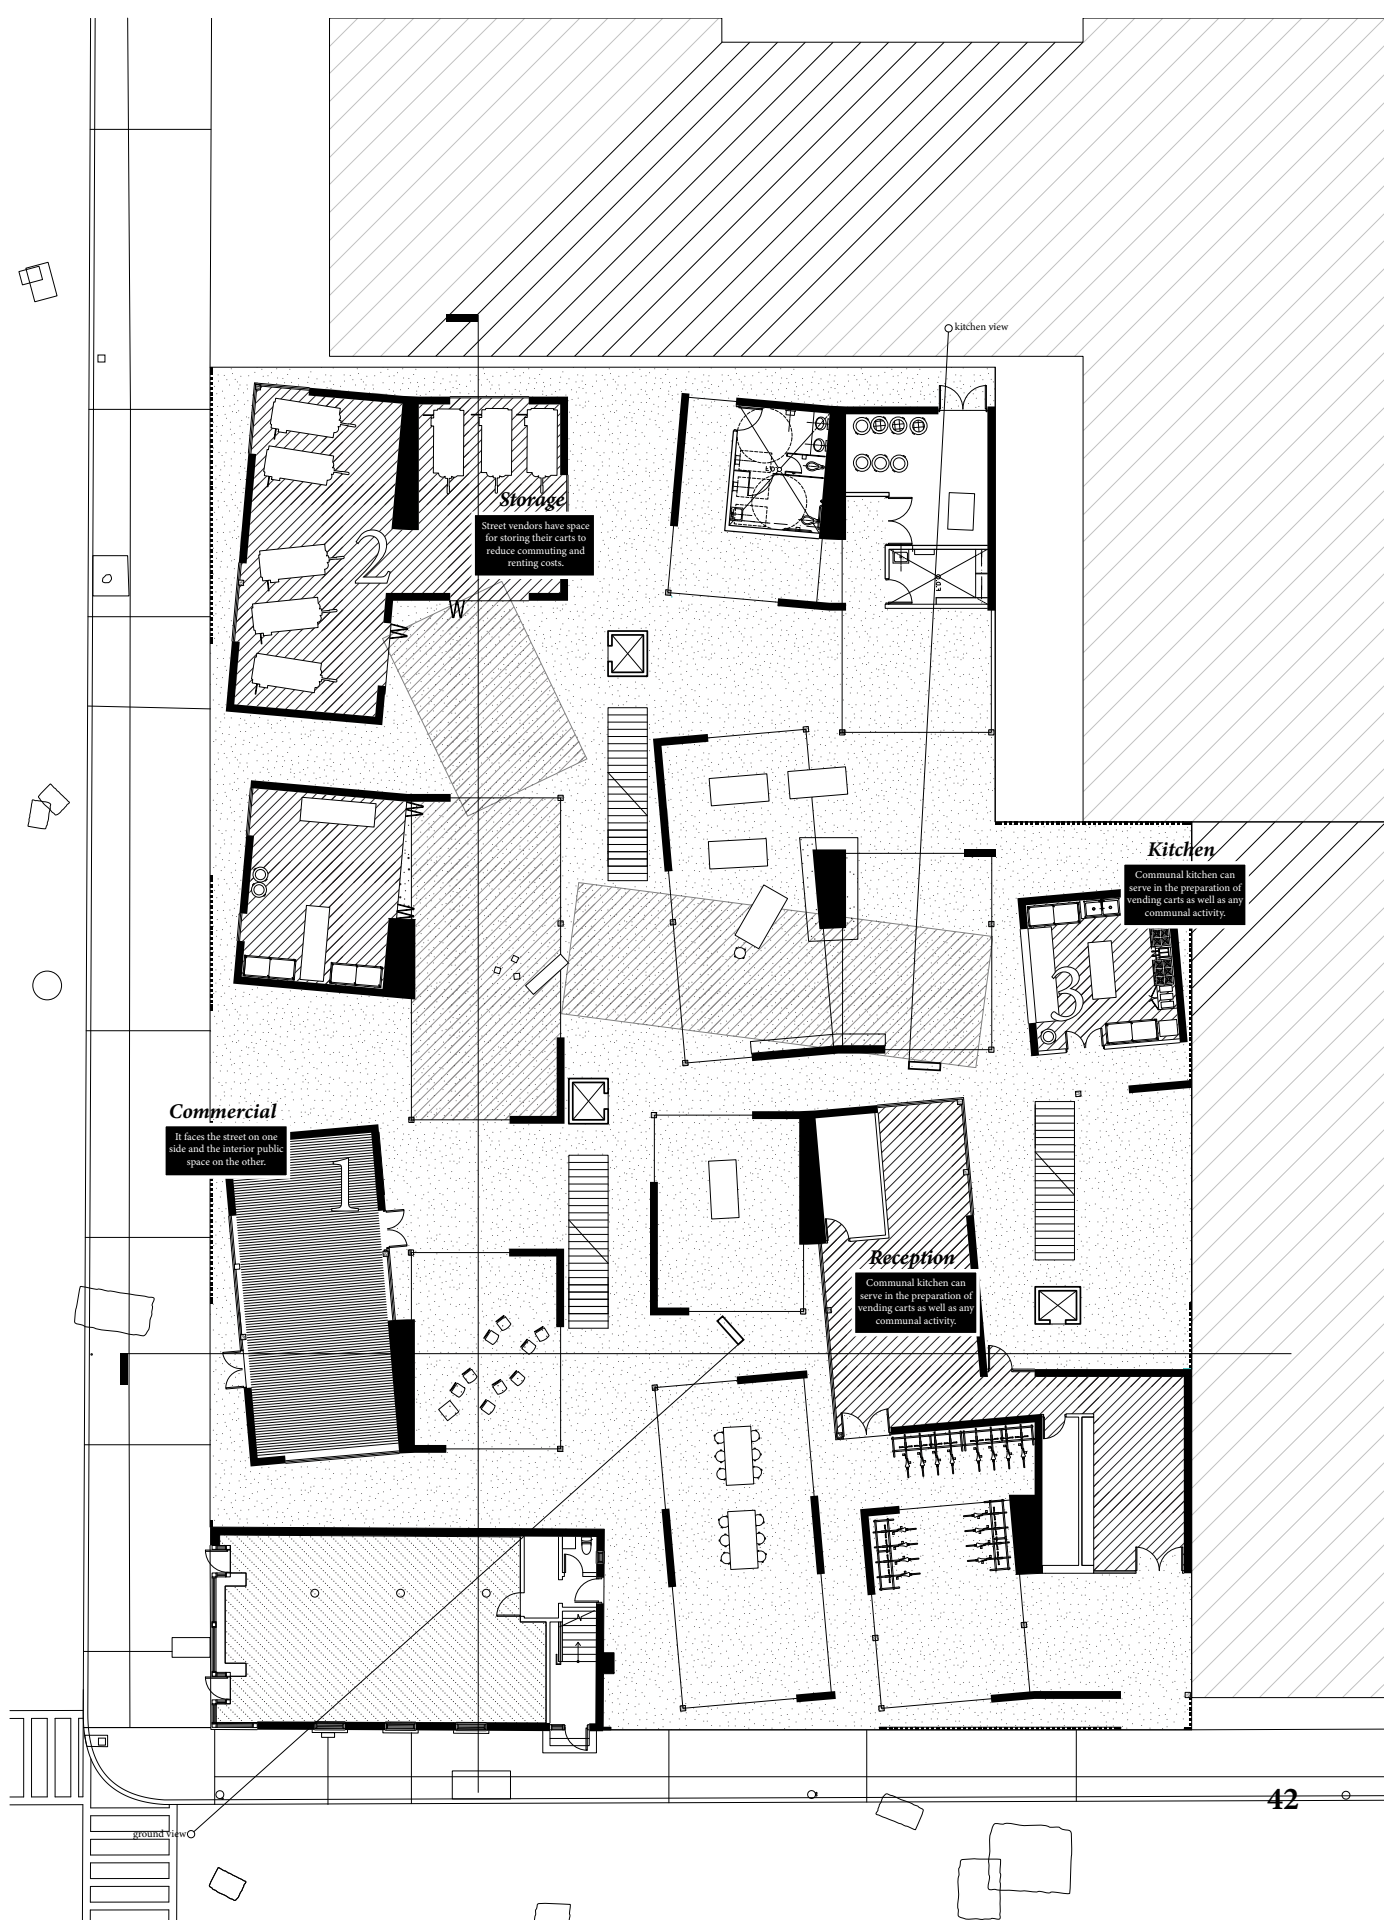 kitchen view
Storage
Street vendors have space
for storing their carts to
reduce commuting and
renting costs.
2
W
W
Kitchen
Communal kitchen can
serve in the preparation of
vending carts as well as any
communal activity.
3
W
W
Commercial
It faces the street on one
side and the interior public
space on the other.
1
Reception
Communal kitchen can
serve in the preparation of
vending carts as well as any
communal activity.
42
ground view